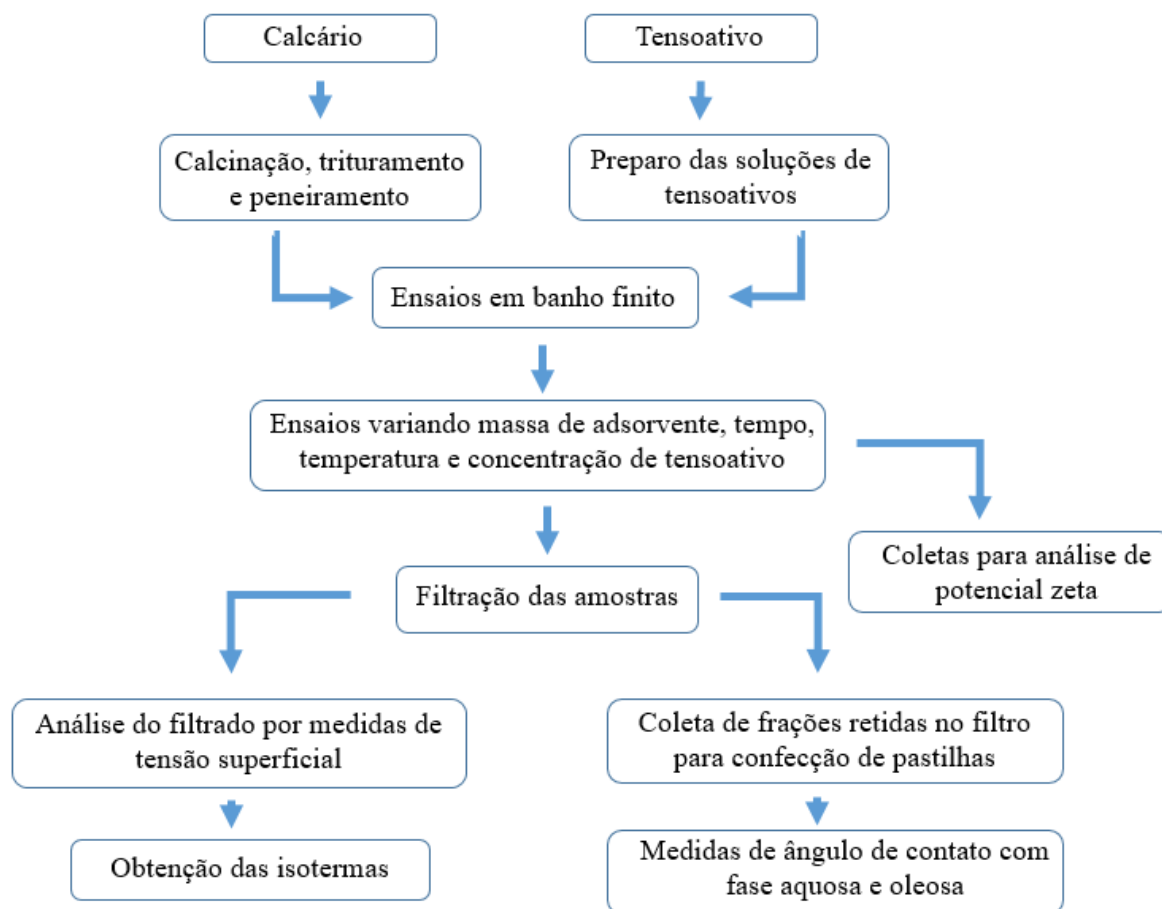 Calcário
Tensoativo
Calcinação, trituramento
e peneiramento
Preparo das soluções de
tensoativos
Ensaios em banho finito
Ensaios variando massa de adsorvente, tempo,
temperatura e concentração de tensoativo
Coletas para análise de
potencial zeta
Filtração das amostras
Análise do filtrado por medidas de
tensão superficial
Coleta de frações retidas no filtro
para confecção de pastilhas
Obtenção das isotermas
Medidas de ângulo de contato com
fase aquosa e oleosa